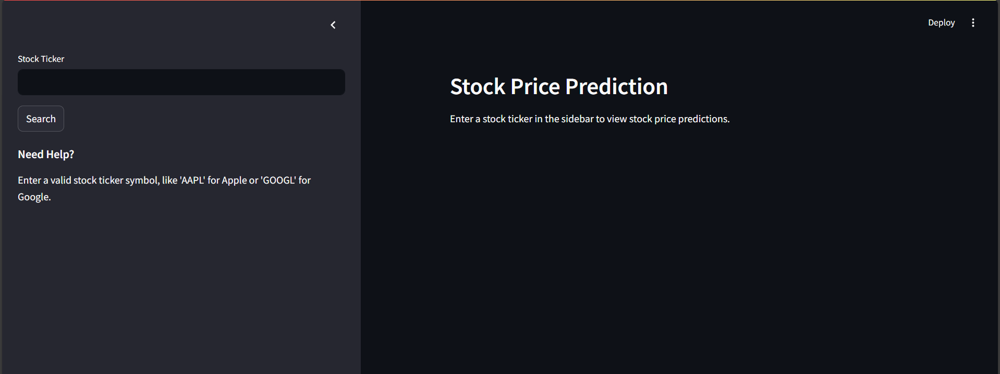 Stock Ticker
Search
Need Help?
Enter a valid stock ticker symbol, like 'AAPL' for Apple or 'GOOGL' for
Google.
Deploy
Stock Price Prediction
Enter a stock ticker in the sidebar to view stock price predictions.